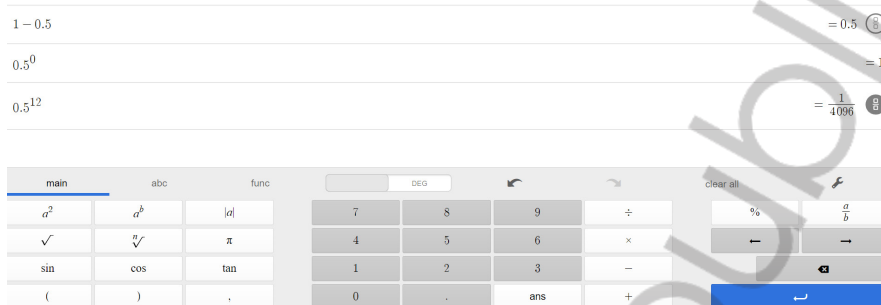 1 − 0.5 = 0.5
0.5^0 = 1
0.5^12 = 1/4096
main abc func DEG clear all
a^2 a^b |a| 7 8 9 ÷ % a/b
√ n√ π 4 5 6 × ← →
sin cos tan 1 2 3 −
( ) , 0 . ans +